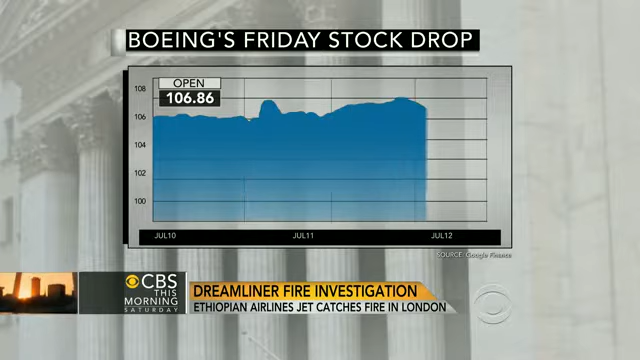 BOEING'S FRIDAY STOCK DROP
OPEN
106.86
108
106
104
102
100
JUL10 JUL11 JUL12
SOURCE: Google Finance
CBS
THIS
MORNING
SATURDAY
DREAMLINER FIRE INVESTIGATION
ETHIOPIAN AIRLINES JET CATCHES FIRE IN LONDON